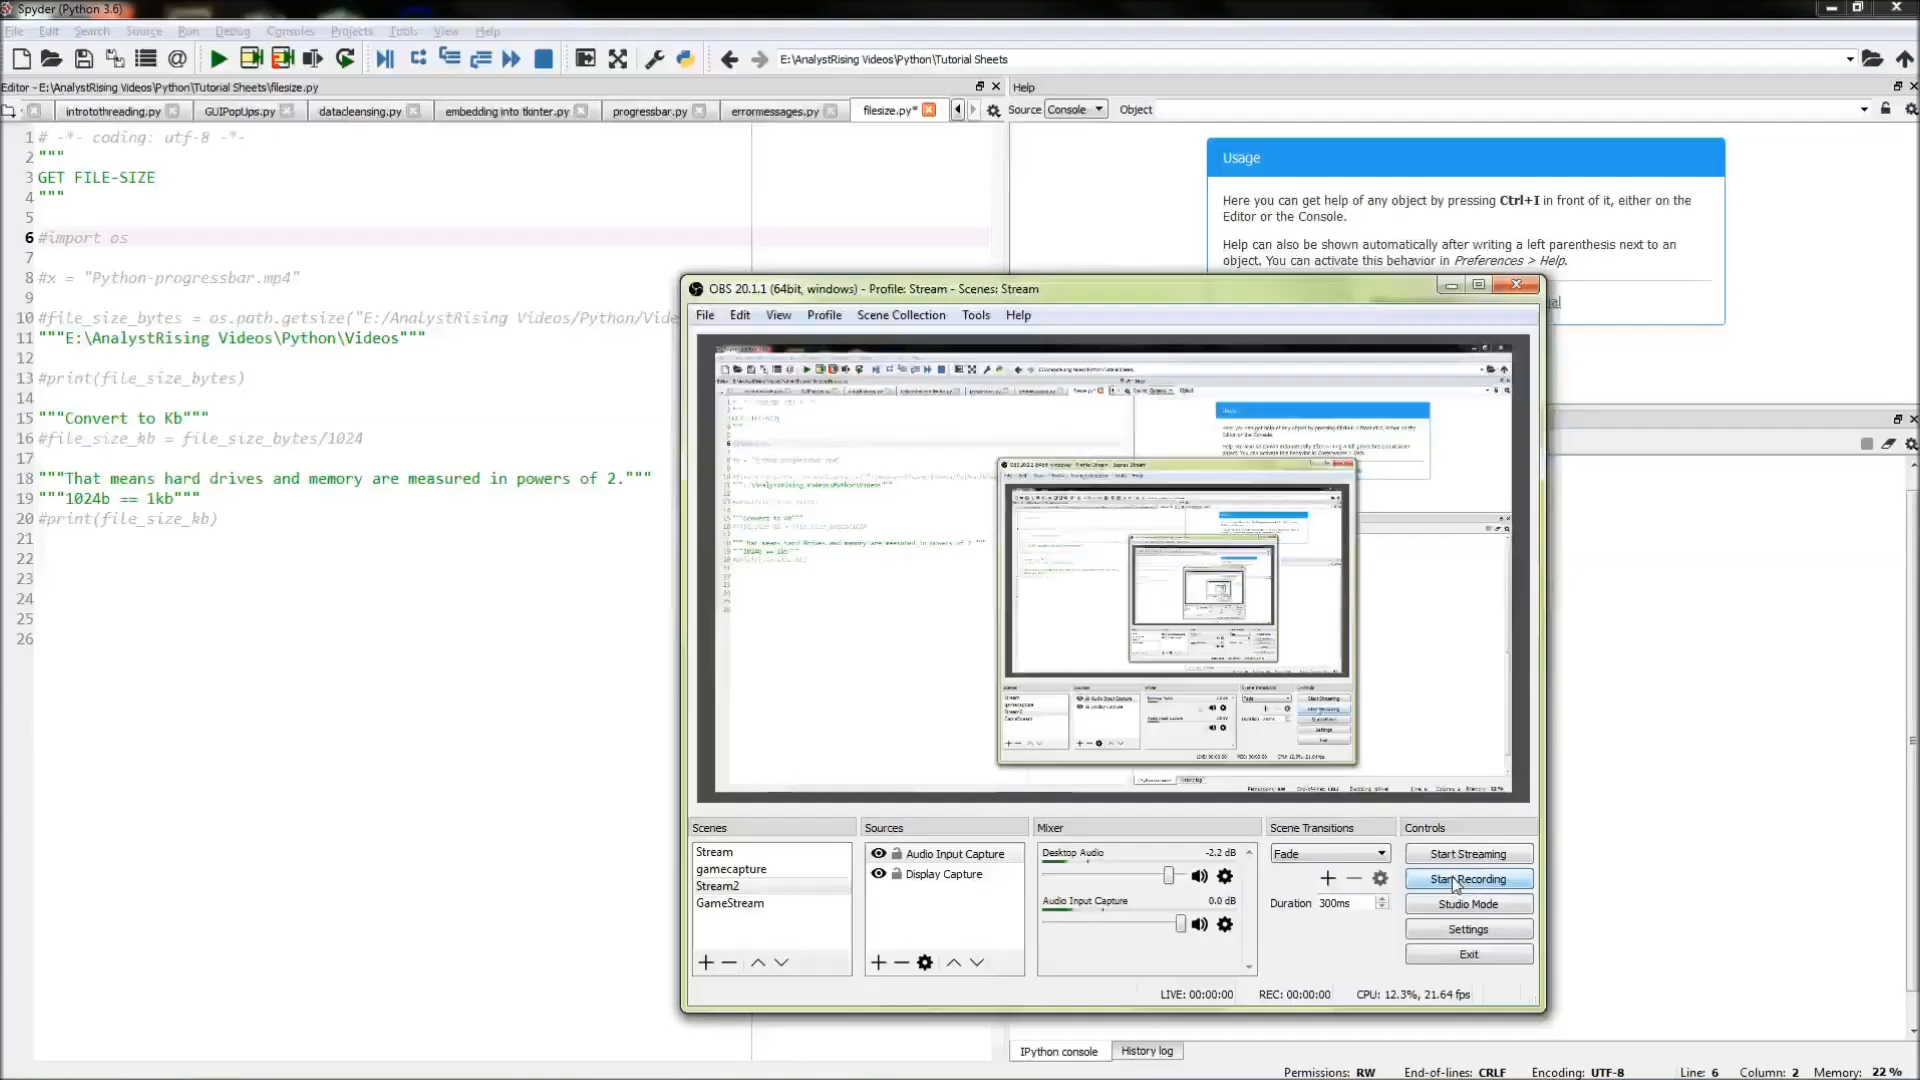 Spyder (Python 3.6)
File Edit Search Source Run Debug Consoles Projects Tools View Help
E:\AnalystRising Videos\Python\Tutorial Sheets
Editor - E:\AnalystRising Videos\Python\Tutorial Sheets\filesize.py
Help
introtothreading.py GUIPopUps.py datacleansing.py embedding into tkinter.py progressbar.py errormessages.py filesize.py*
Source Console Object
1 # -*- coding: utf-8 -*-
2 """
3 GET FILE-SIZE
4 """
5
6 #import os
7
8 #x = "Python-progressbar.mp4"
9
10 #file_size_bytes = os.path.getsize("E:/AnalystRising Videos/Python/Vide
11 """E:\AnalystRising Videos\Python\Videos"""
12
13 #print(file_size_bytes)
14
15 """Convert to Kb"""
16 #file_size_kb = file_size_bytes/1024
17
18 """That means hard drives and memory are measured in powers of 2."""
19 """1024b == 1kb"""
20 #print(file_size_kb)
21
22
23
24
25
26
Usage
Here you can get help of any object by pressing Ctrl+I in front of it, either on the
Editor or the Console.
Help can also be shown automatically after writing a left parenthesis next to an
object. You can activate this behavior in Preferences > Help.
OBS 20.1.1 (64bit, windows) - Profile: Stream - Scenes: Stream
File Edit View Profile Scene Collection Tools Help
Scenes
Stream
gamecapture
Stream2
GameStream
Sources
Audio Input Capture
Display Capture
Mixer
Desktop Audio -2.2 dB
Audio Input Capture 0.0 dB
Scene Transitions
Fade
Duration 300ms
Controls
Start Streaming
Start Recording
Studio Mode
Settings
Exit
LIVE: 00:00:00 REC: 00:00:00 CPU: 12.3%, 21.64 fps
IPython console History log
Permissions: RW End-of-lines: CRLF Encoding: UTF-8 Line: 6 Column: 2 Memory: 22 %